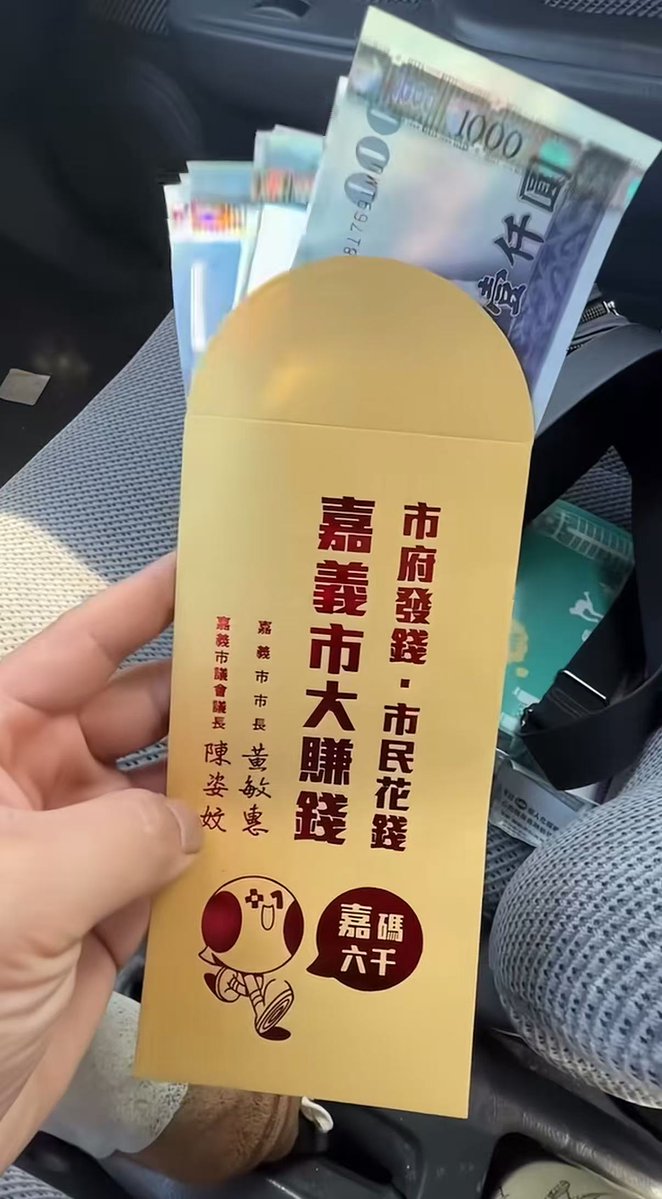 1000
壹仟圓
市府發錢・市民花錢
嘉義市大賺錢
嘉義市市長 黃敏惠
嘉義市議會議長 陳姿妏
嘉碼
六千